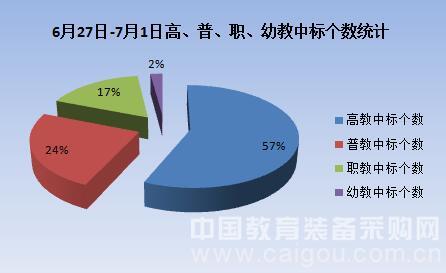 6月27日-7月1日高、普、职、幼教中标个数统计
2%
17%
24%
57%
高教中标个数
普教中标个数
职教中标个数
幼教中标个数
中国教育装备采购网
www.caigou.com.cn